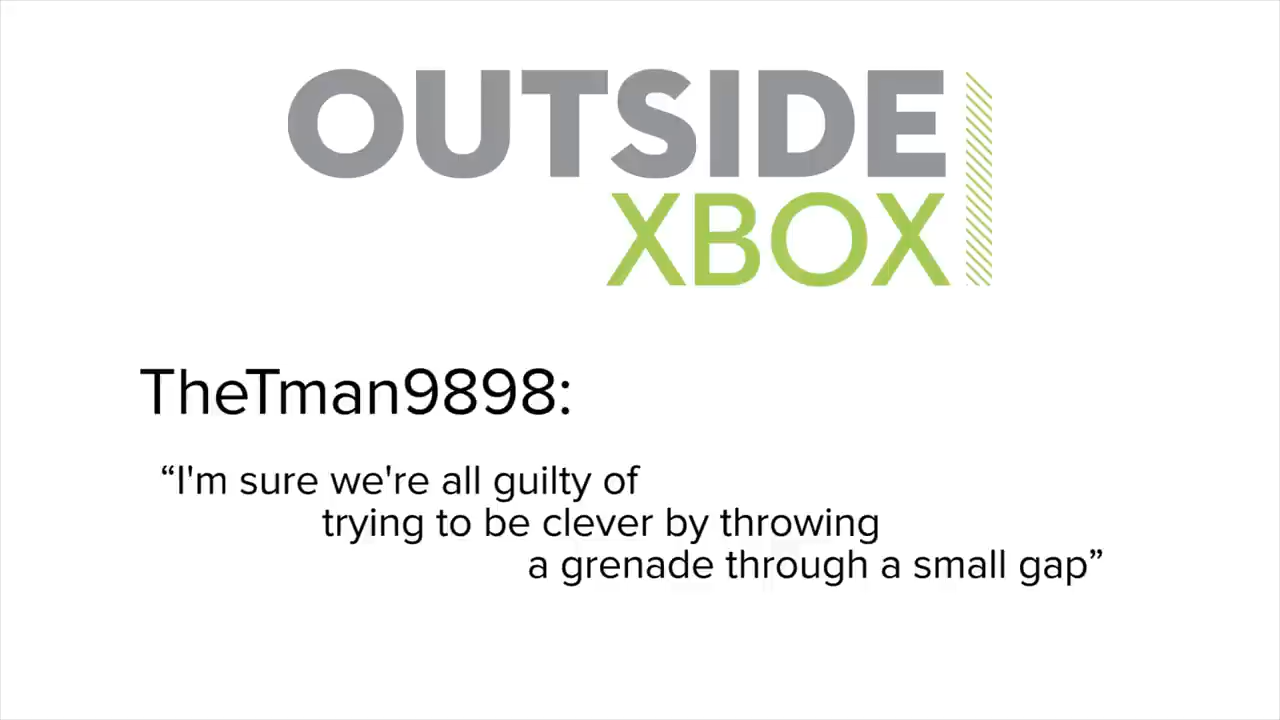 OUTSIDE
XBOX
TheTman9898:
“I'm sure we're all guilty of
trying to be clever by throwing
a grenade through a small gap”